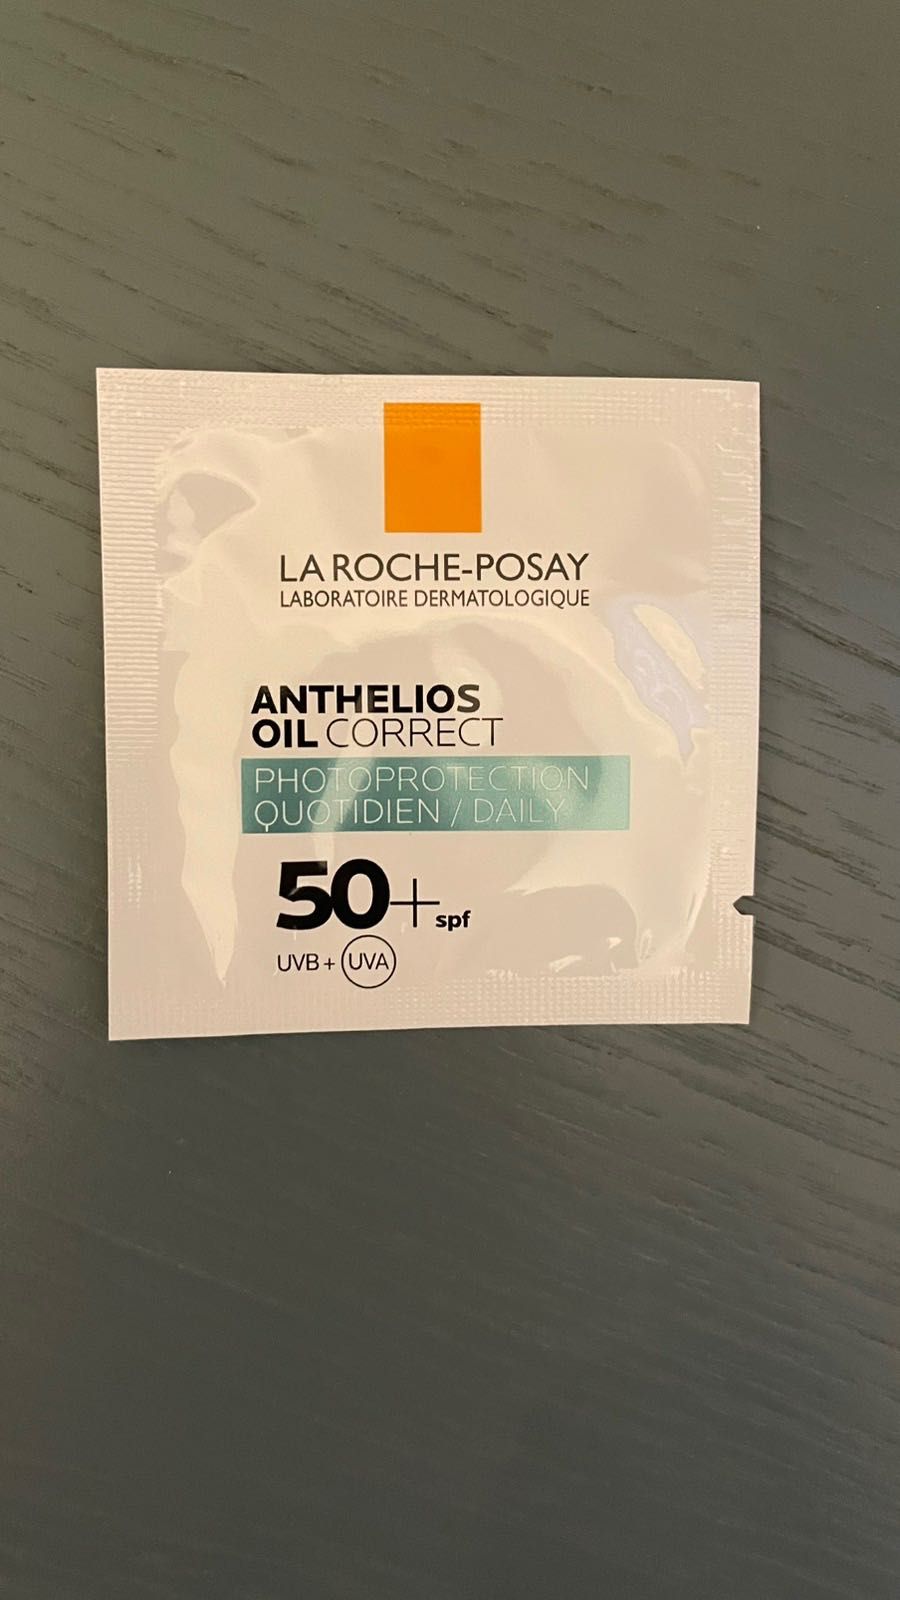 LA ROCHE-POSAY
LABORATOIRE DERMATOLOGIQUE
ANTHELIOS
OIL CORRECT
PHOTOPROTECTION
QUOTIDIEN / DAILY
50+ spf
UVB + UVA